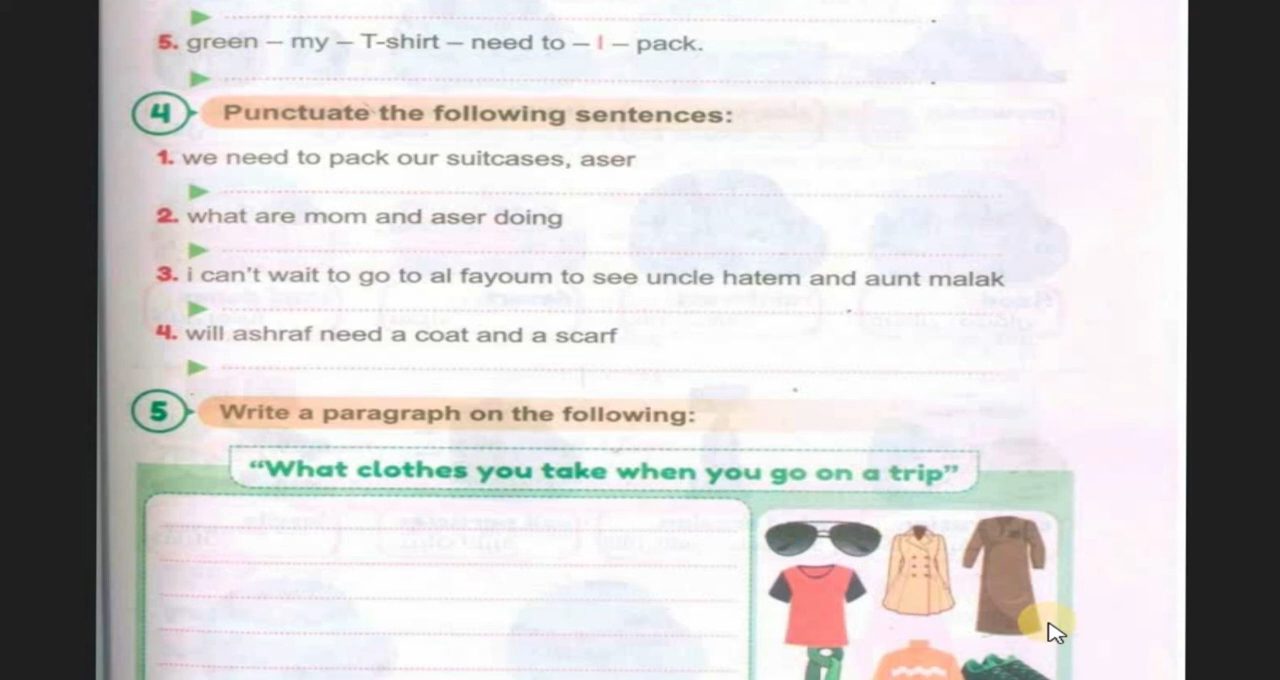 5. green – my – T-shirt – need to – I – pack.
4 Punctuate the following sentences:
1. we need to pack our suitcases, aser
2. what are mom and aser doing
3. i can't wait to go to al fayoum to see uncle hatem and aunt malak
4. will ashraf need a coat and a scarf
5 Write a paragraph on the following:
“What clothes you take when you go on a trip”